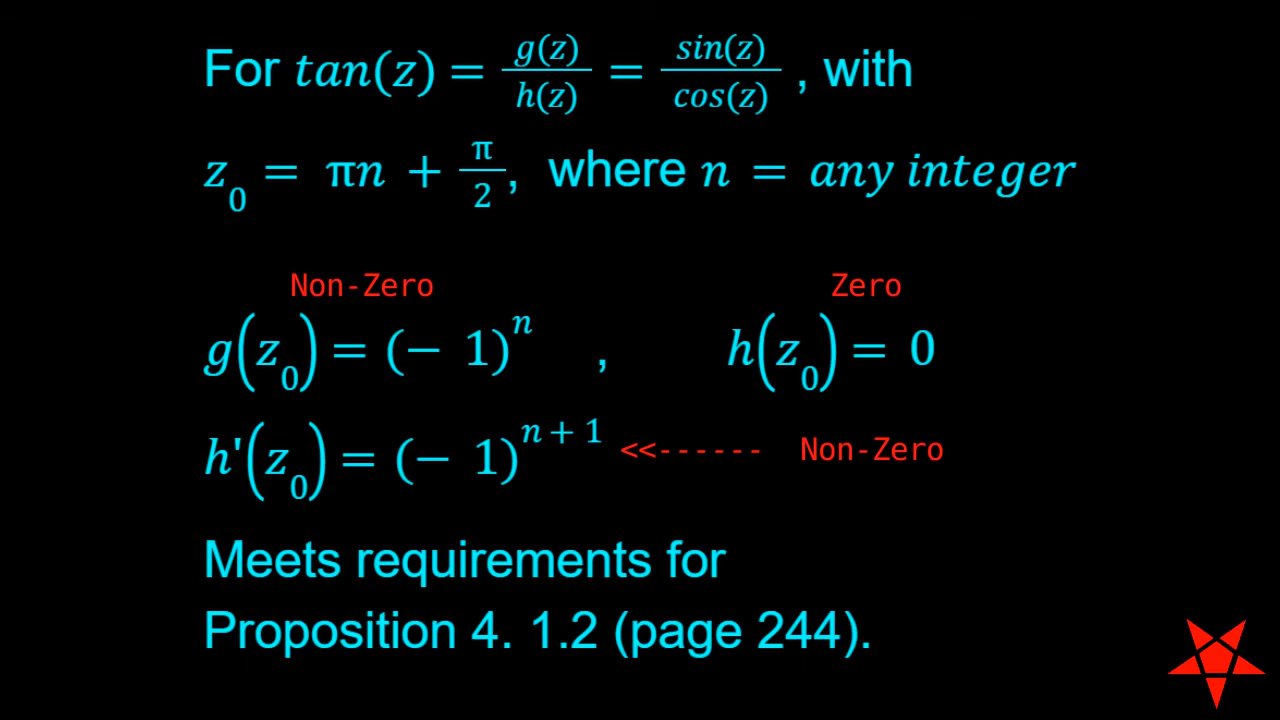 For tan(z) = g(z)/h(z) = sin(z)/cos(z) , with
z₀ = πn + π/2, where n = any integer
Non-Zero Zero
g(z₀) = (− 1)ⁿ , h(z₀) = 0
h'(z₀) = (− 1)ⁿ⁺¹ <<------ Non-Zero
Meets requirements for
Proposition 4. 1.2 (page 244).